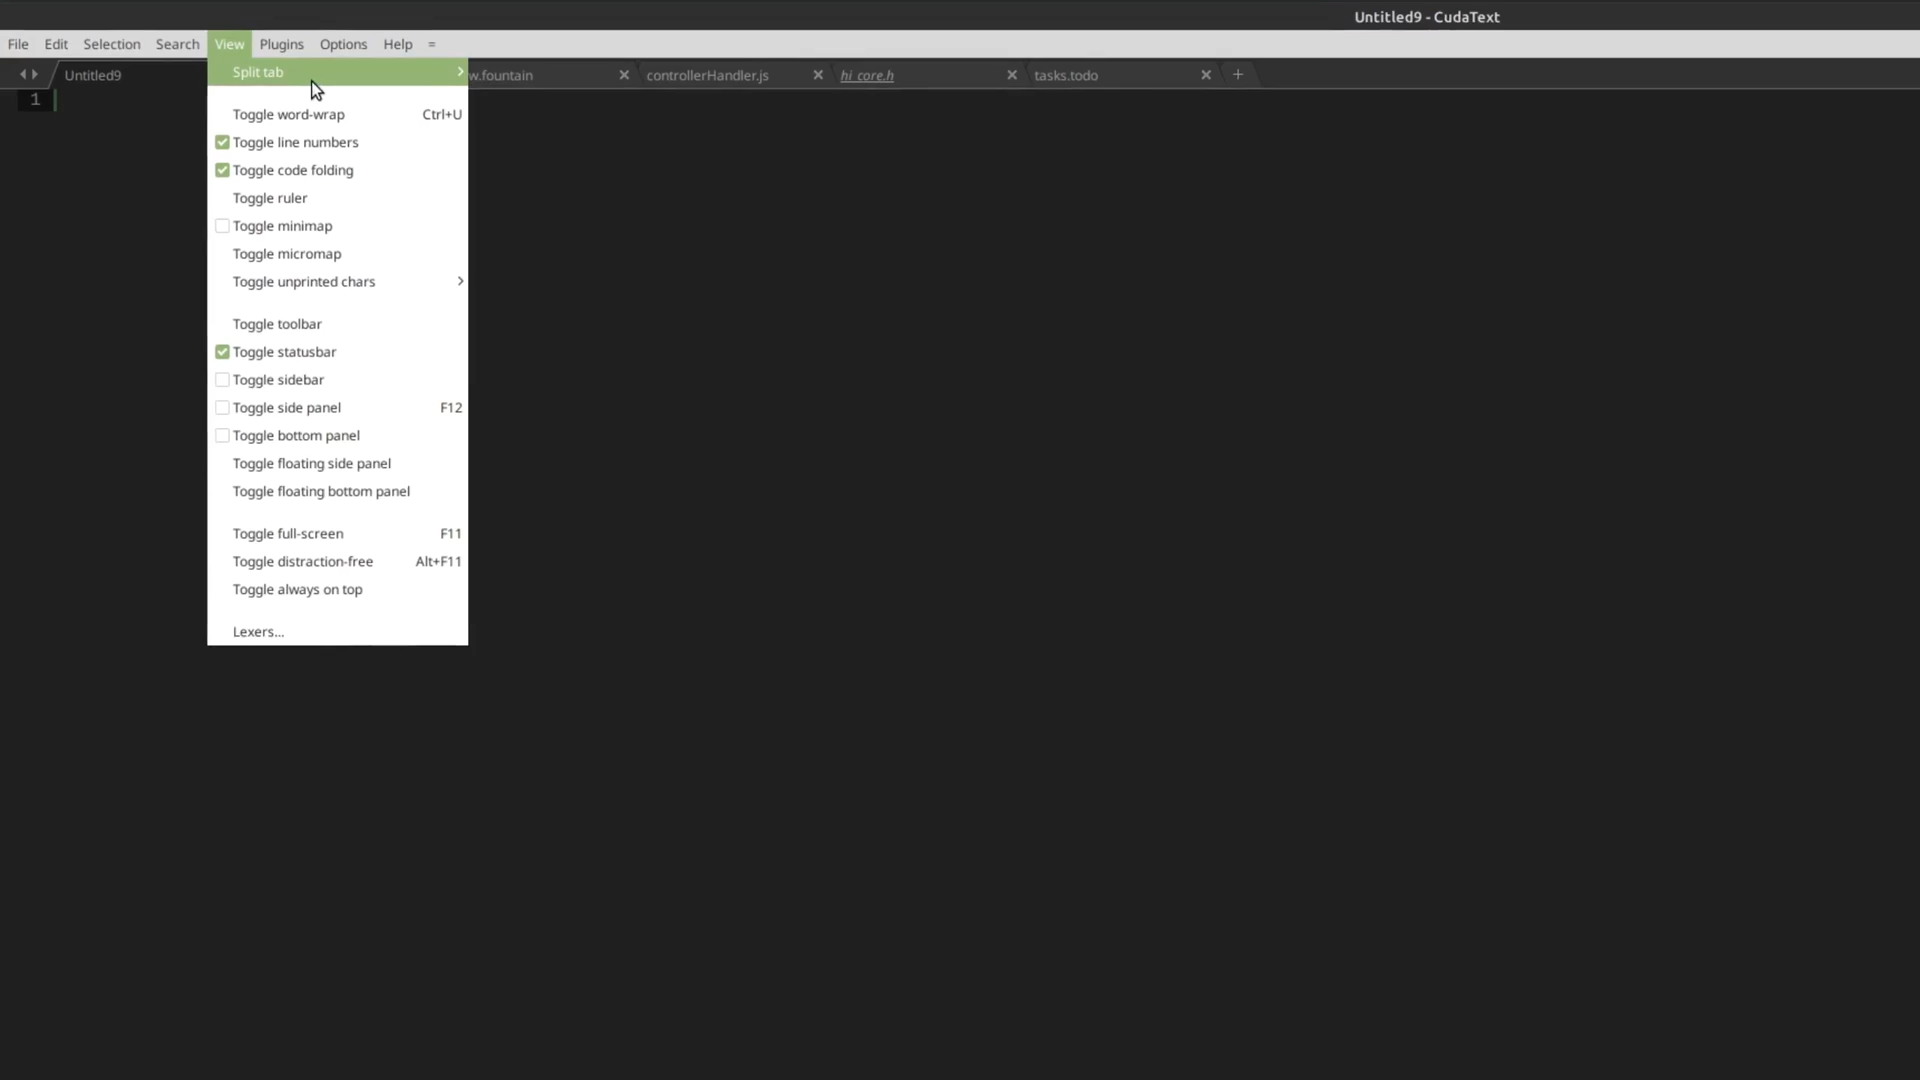 Untitled9 - CudaText
File Edit Selection Search View Plugins Options Help =
Untitled9 w.fountain controllerHandler.js hi_core.h tasks.todo +
1
Split tab
Toggle word-wrap Ctrl+U
Toggle line numbers
Toggle code folding
Toggle ruler
Toggle minimap
Toggle micromap
Toggle unprinted chars
Toggle toolbar
Toggle statusbar
Toggle sidebar
Toggle side panel F12
Toggle bottom panel
Toggle floating side panel
Toggle floating bottom panel
Toggle full-screen F11
Toggle distraction-free Alt+F11
Toggle always on top
Lexers...